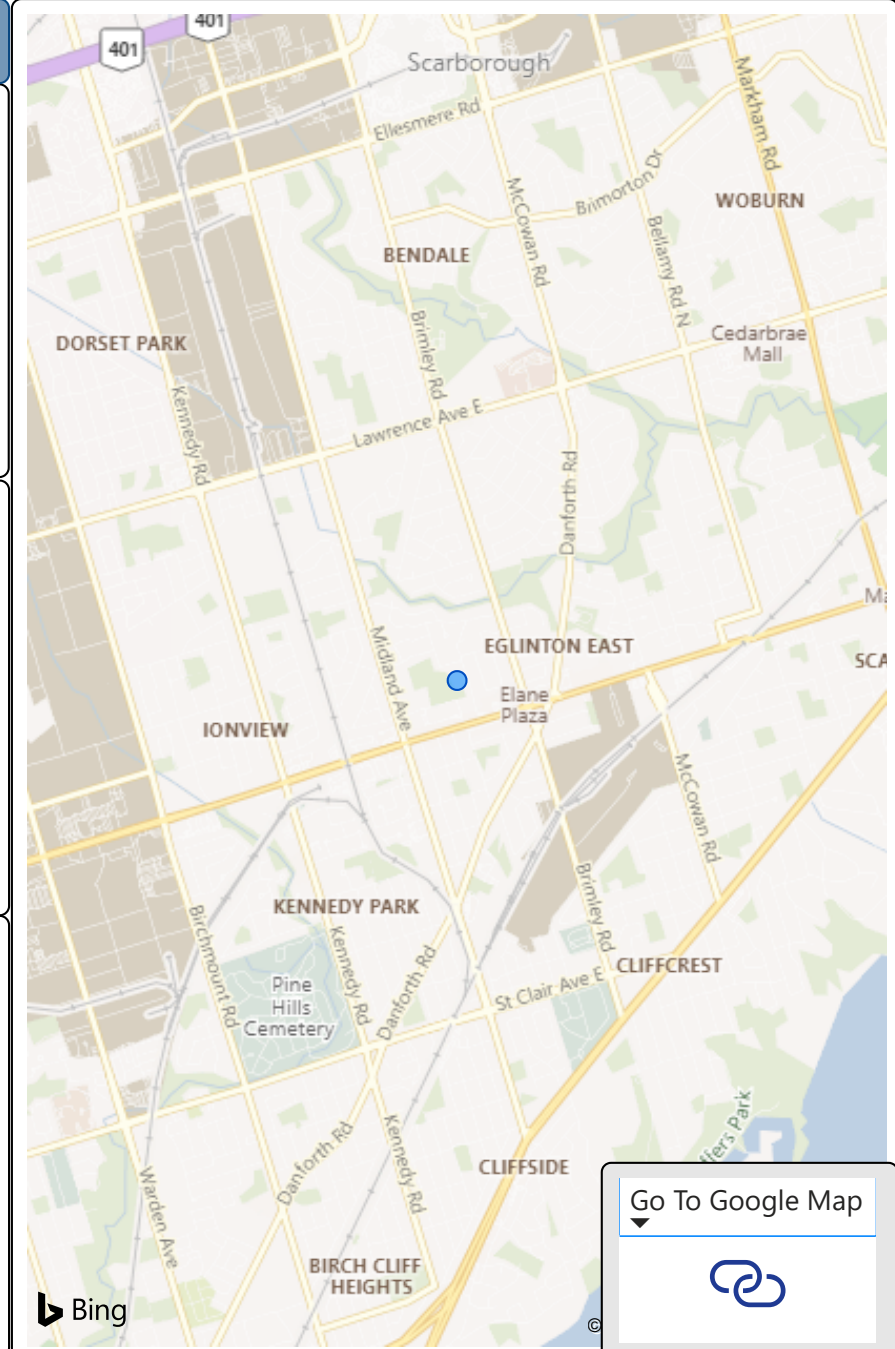 401
401
Scarborough
Ellesmere Rd
Markham Rd
Brimorton Dr
McCowan Rd
WOBURN
Bellamy Rd N
BENDALE
Brimley Rd
DORSET PARK
Cedarbrae
Mall
Kennedy Rd
Lawrence Ave E
Danforth Rd
Midland Ave
EGLINTON EAST
Elane
Plaza
IONVIEW
McCowan Rd
Brimley Rd
KENNEDY PARK
Birchmount Rd
Kennedy Rd
Danforth Rd
CLIFFCREST
St Clair Ave E
Pine
Hills
Cemetery
Danforth Rd
Kennedy Rd
CLIFFSIDE
Warden Ave
BIRCH CLIFF
HEIGHTS
Go To Google Map
Bing
©